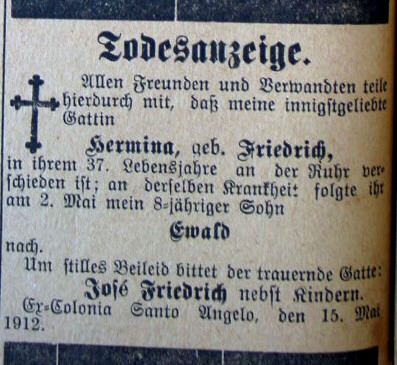 Todesanzeige.
Allen Freunden und Verwandten teile
hierdurch mit, daß meine innigstgeliebte
Gattin
Hermina, geb. Friedrich,
in ihrem 37. Lebensjahre an der Ruhr ver-
schieden ist; an derselben Krankheit folgte ihr
am 2. Mai mein 8-jähriger Sohn
Ewald
nach.
Um stilles Beileid bittet der trauernde Gatte:
José Friedrich nebst Kindern.
Ex-Colonia Santo Angelo, den 15. Mai
1912.